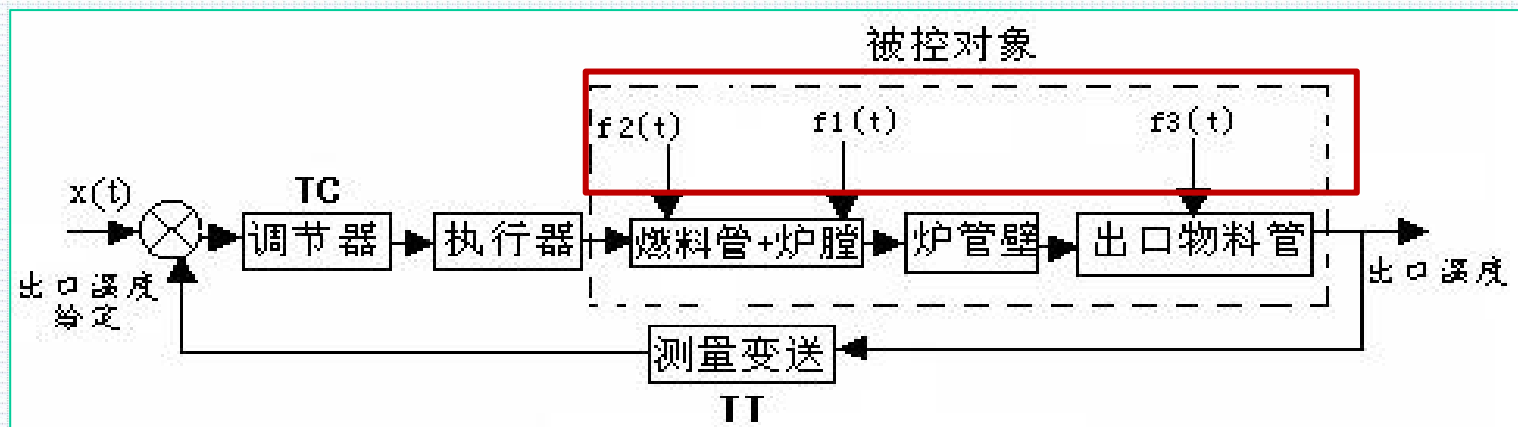 被控对象
f2(t)
f1(t)
f3(t)
x(t)
TC
调节器
执行器
燃料管+炉膛
炉管壁
出口物料管
出口温度
给定
出口温度
测量变送
TT